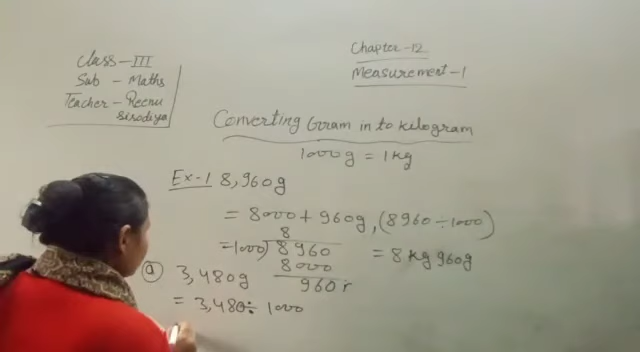 Class-III
Sub - Maths
Teacher - Reenu
Sisodiya
Chapter-12
Measurement-1
Converting Gram in to kilogram
1000g = 1kg
Ex-1 8,960g
= 8000 + 960g, (8960 ÷ 1000)
8
= 1000) 8960 = 8 kg 960g
8000
960 r
a 3,480g
= 3,480 ÷ 1000